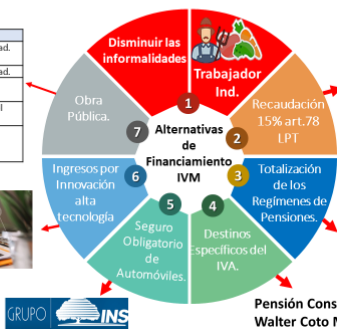 ad.
ad.
l
Disminuir las
informalidades
Trabajador
Ind.
1
Recaudación
15% art.78
LPT
2
Totalización
de los
Regímenes de
Pensiones.
3
Destinos
Específicos del
IVA.
4
Seguro
Obligatorio
de
Automóviles.
5
Ingresos por
Innovación
alta
tecnología
6
Obra
Pública.
7
Alternativas
de
Financiamiento
IVM
GRUPO INS
Pensión Cons
Walter Coto